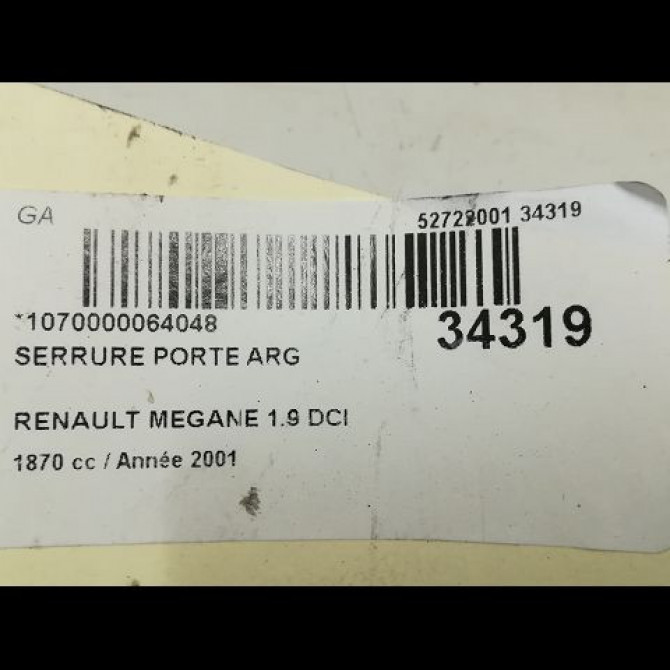 GA
52722001 34319
*1070000064048
34319
SERRURE PORTE ARG
RENAULT MEGANE 1.9 DCI
1870 cc / Année 2001